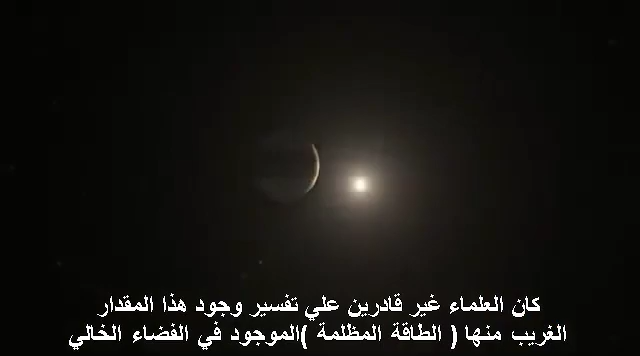 كان العلماء غير قادرين علي تفسير وجود هذا المقدار
الغريب منها ( الطاقة المظلمة )الموجود في الفضاء الخالي